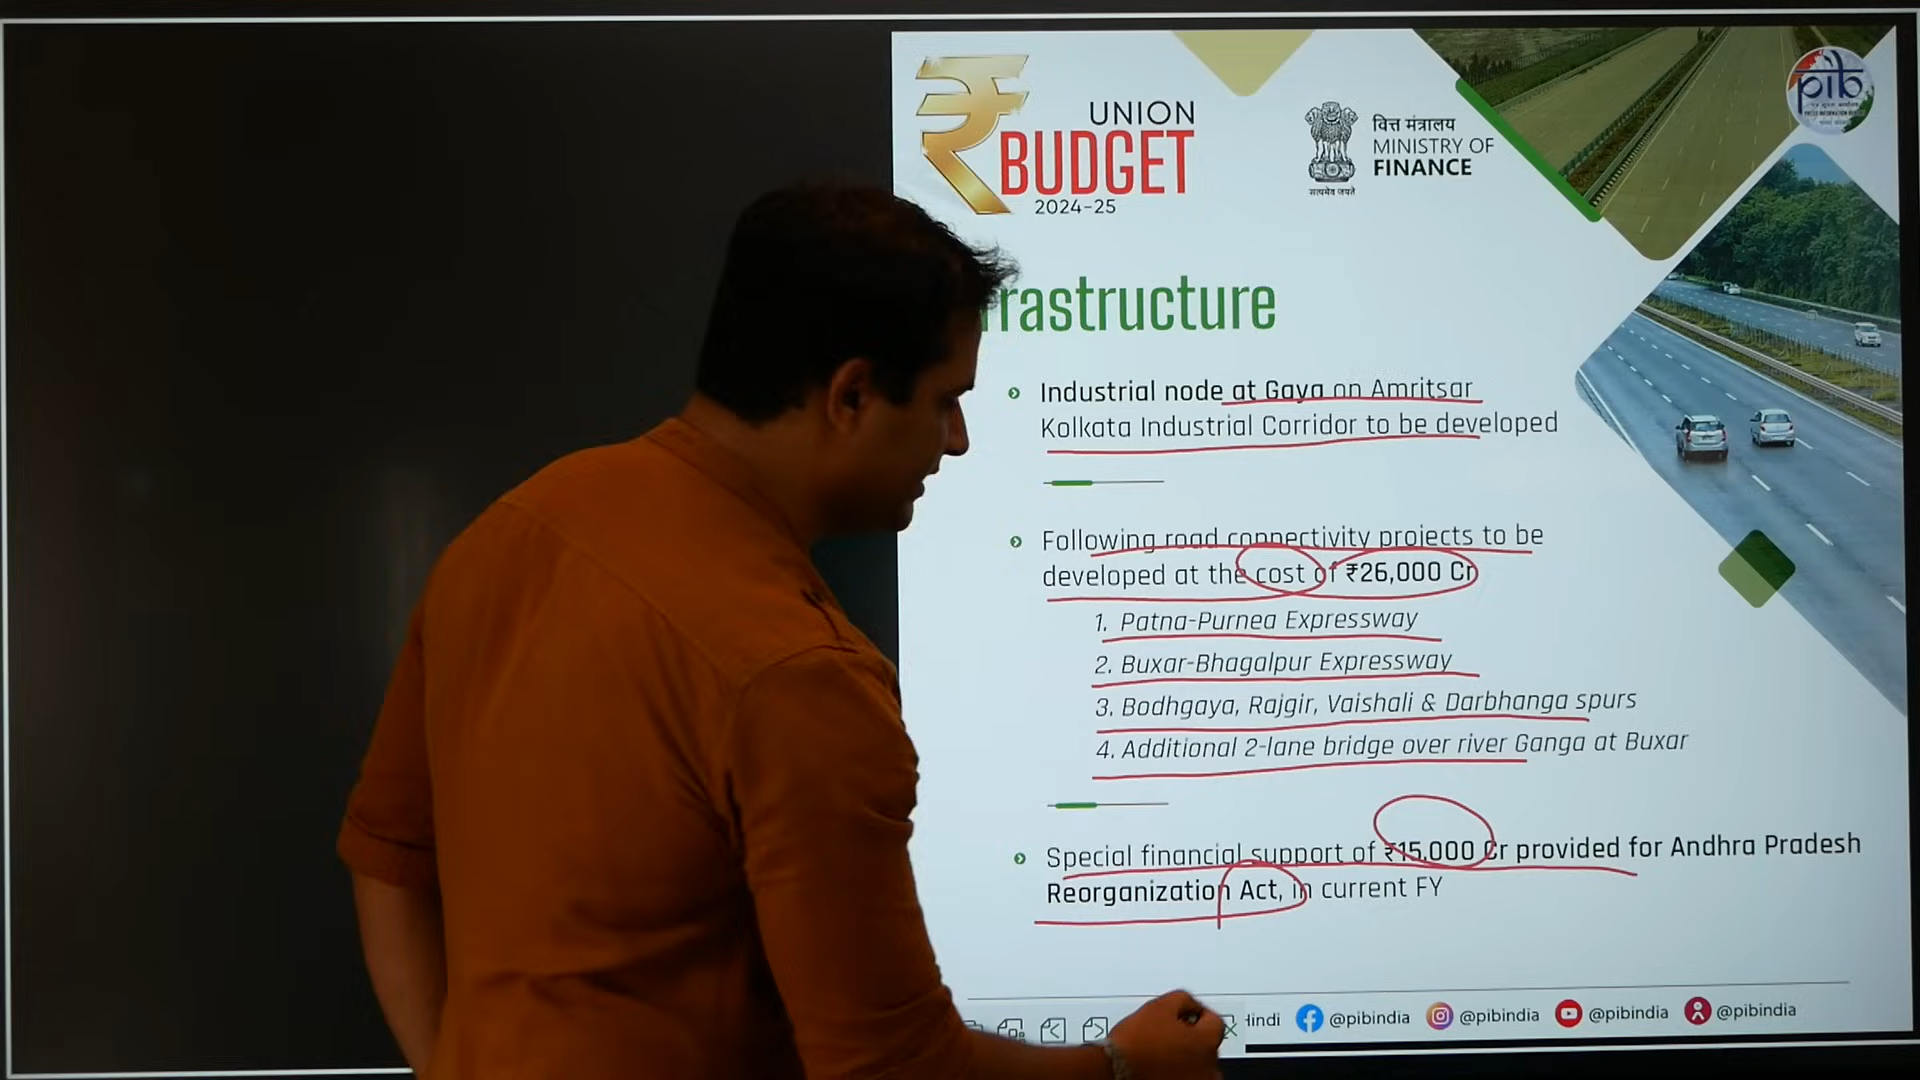 UNION
BUDGET
2024-25
वित्त मंत्रालय
MINISTRY OF
FINANCE
सत्यमेव जयते
pib
rastructure
Industrial node at Gaya on Amritsar
Kolkata Industrial Corridor to be developed
Following road connectivity projects to be
developed at the cost of ₹26,000 Cr
1. Patna-Purnea Expressway
2. Buxar-Bhagalpur Expressway
3. Bodhgaya, Rajgir, Vaishali & Darbhanga spurs
4. Additional 2-lane bridge over river Ganga at Buxar
Special financial support of ₹15,000 Cr provided for Andhra Pradesh
Reorganization Act, in current FY
@pibindia @pibindia @pibindia @pibindia